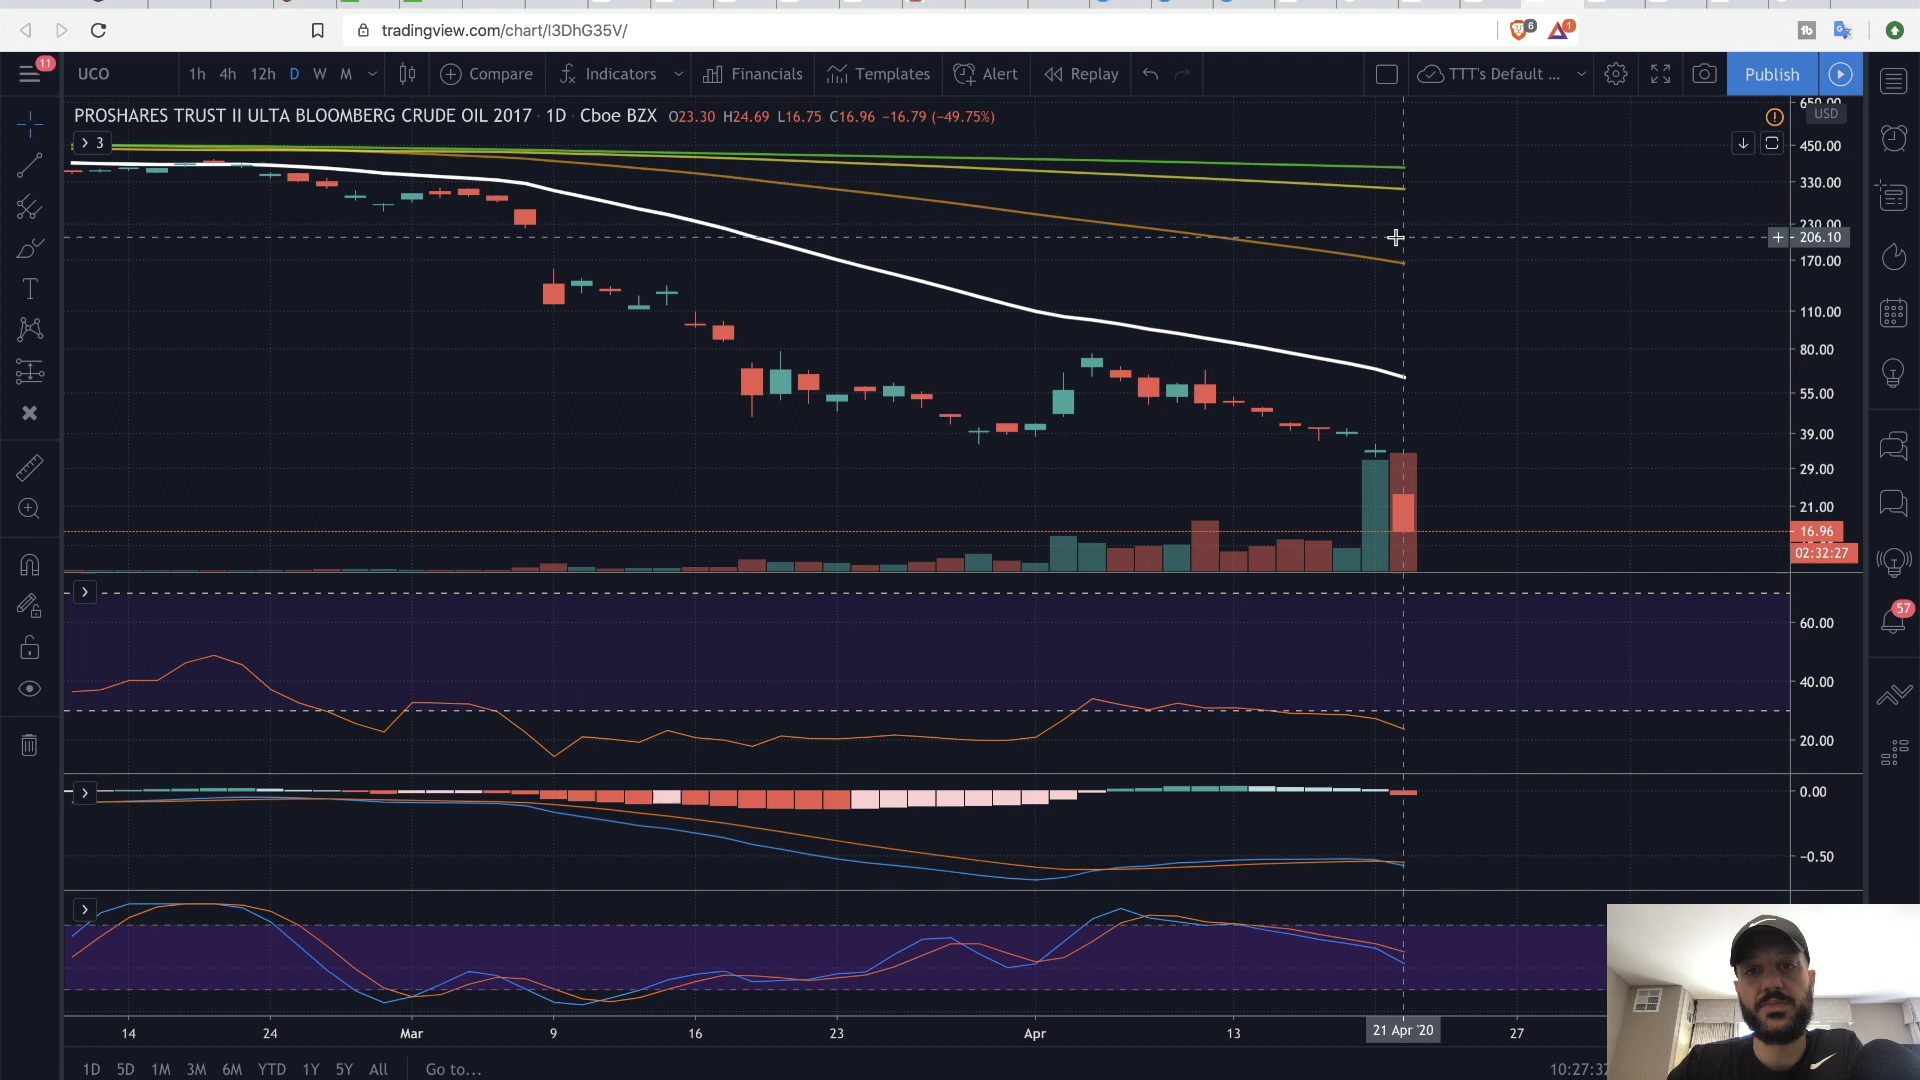 tradingview.com/chart/I3DhG35V/
6
1
11
UCO
1h 4h 12h D W M
Compare
Indicators
Financials
Templates
Alert
Replay
TTT's Default ...
Publish
PROSHARES TRUST II ULTA BLOOMBERG CRUDE OIL 2017 · 1D · Cboe BZX O23.30 H24.69 L16.75 C16.96 −16.79 (−49.75%)
3
USD
650.00
450.00
330.00
230.00
206.10
170.00
110.00
80.00
55.00
39.00
29.00
21.00
16.96
02:32:27
57
60.00
40.00
20.00
0.00
−0.50
14 24 Mar 9 16 23 Apr 13 21 Apr '20 27
1D 5D 1M 3M 6M YTD 1Y 5Y All Go to...
10:27:32